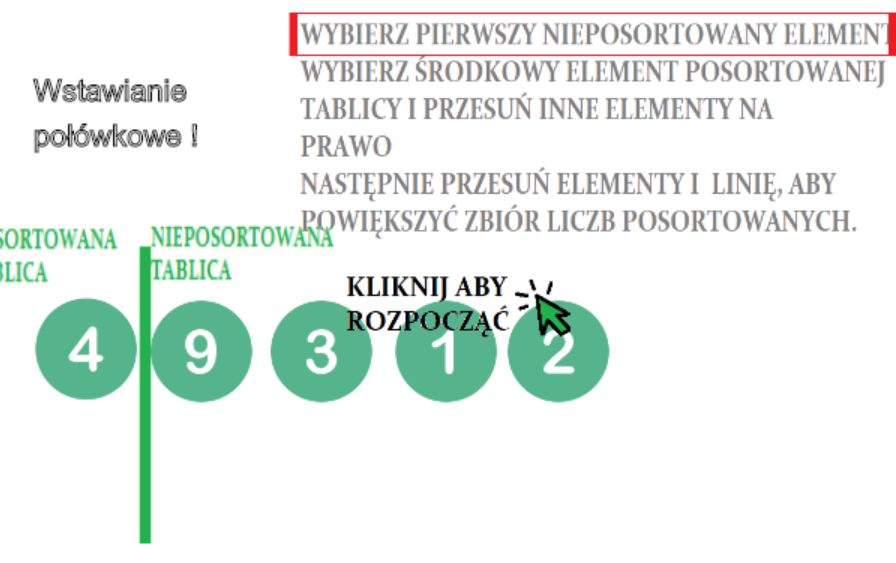 WYBIERZ PIERWSZY NIEPOSORTOWANY ELEMENT
WYBIERZ ŚRODKOWY ELEMENT POSORTOWANEJ
TABLICY I PRZESUŃ INNE ELEMENTY NA
PRAWO
NASTĘPNIE PRZESUŃ ELEMENTY I LINIĘ, ABY
POWIĘKSZYĆ ZBIÓR LICZB POSORTOWANYCH.
Wstawianie
połówkowe !
SORTOWANA
BLICA
NIEPOSORTOWANA
TABLICA
KLIKNIJ ABY
ROZPOCZĄĆ
4 9 3 1 2